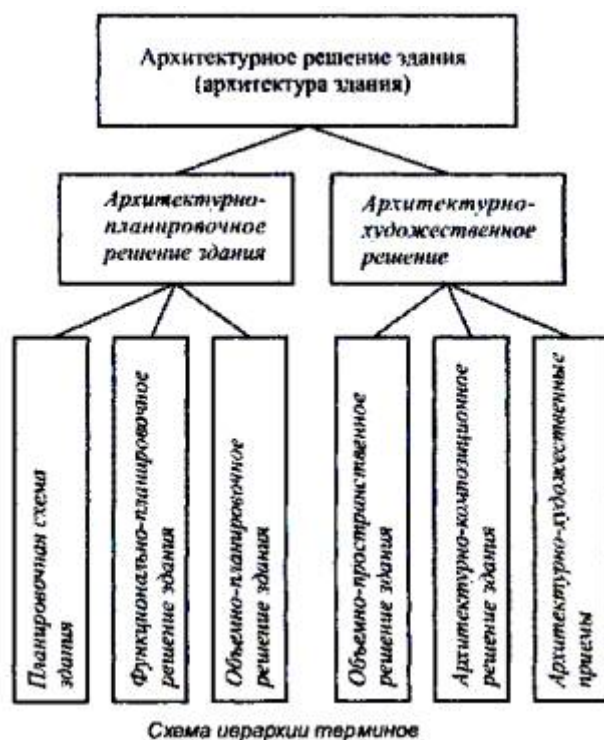 Архитектурное решение здания
(архитектура здания)
Архитектурно-
планировочное
решение здания
Архитектурно-
художественное
решение
Планировочная схема
здания
Функционально-планировочное
решение здания
Объемно-планировочное
решение здания
Объемно-пространственное
решение здания
Архитектурно-композиционное
решение здания
Архитектурно-художественные
приемы
Схема иерархии терминов